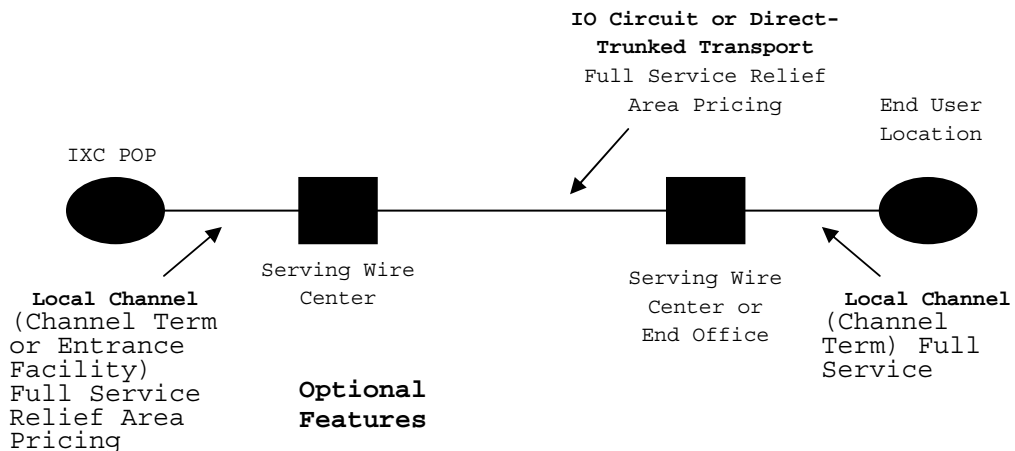 IO Circuit or Direct-
Trunked Transport
Full Service Relief
Area Pricing
End User
Location
IXC POP
Serving Wire
Center
Serving Wire
Center or
End Office
Local Channel
(Channel Term
or Entrance
Facility)
Full Service
Relief Area
Pricing
Local Channel
(Channel
Term) Full
Service
Optional
Features